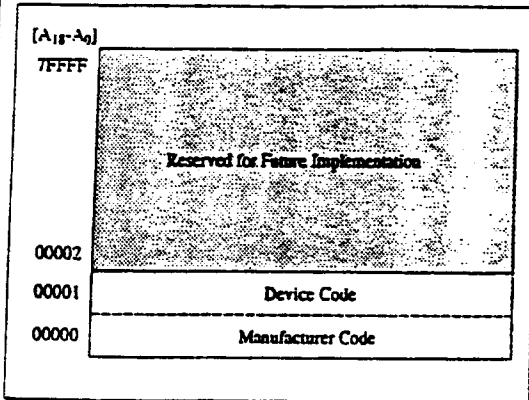 [A18-A0]
7FFFF
Reserved for Future Implementation
00002
00001 Device Code
00000 Manufacturer Code